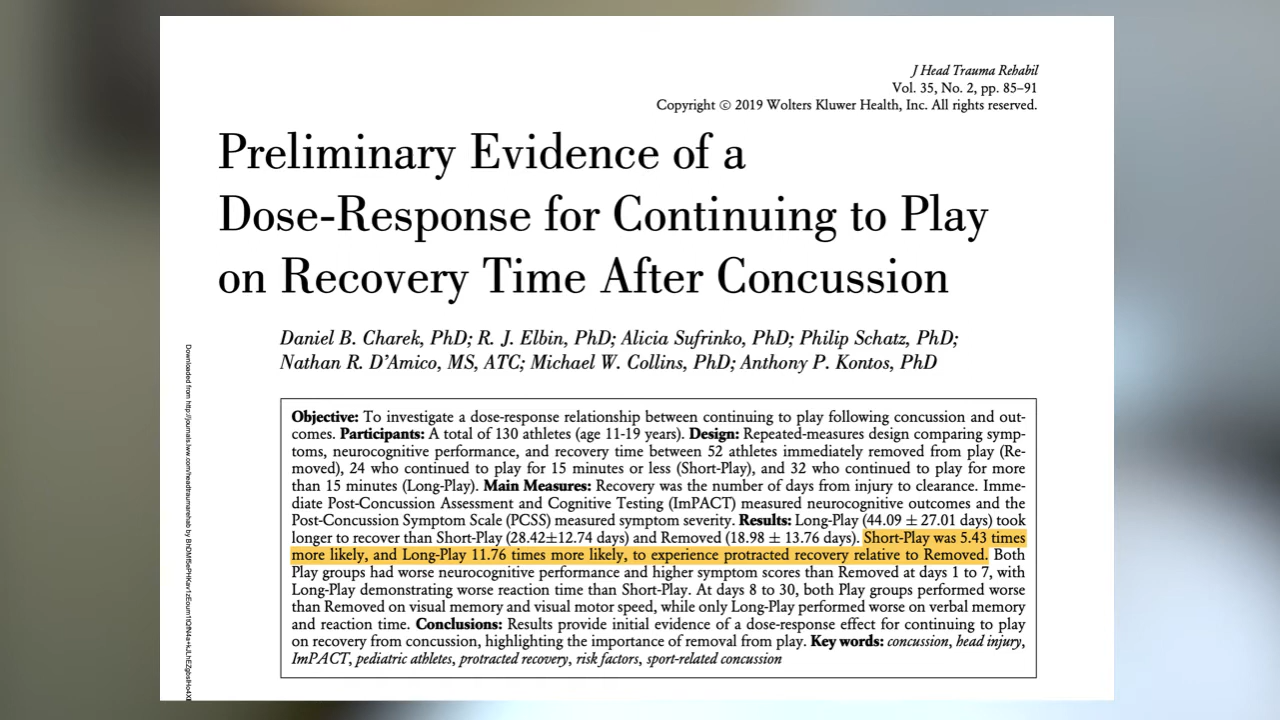 J Head Trauma Rehabil
Vol. 35, No. 2, pp. 85–91
Copyright © 2019 Wolters Kluwer Health, Inc. All rights reserved.
Preliminary Evidence of a
Dose-Response for Continuing to Play
on Recovery Time After Concussion
Daniel B. Charek, PhD; R. J. Elbin, PhD; Alicia Sufrinko, PhD; Philip Schatz, PhD;
Nathan R. D’Amico, MS, ATC; Michael W. Collins, PhD; Anthony P. Kontos, PhD
Objective: To investigate a dose-response relationship between continuing to play following concussion and out-
comes. Participants: A total of 130 athletes (age 11-19 years). Design: Repeated-measures design comparing symp-
toms, neurocognitive performance, and recovery time between 52 athletes immediately removed from play (Re-
moved), 24 who continued to play for 15 minutes or less (Short-Play), and 32 who continued to play for more
than 15 minutes (Long-Play). Main Measures: Recovery was the number of days from injury to clearance. Imme-
diate Post-Concussion Assessment and Cognitive Testing (ImPACT) measured neurocognitive outcomes and the
Post-Concussion Symptom Scale (PCSS) measured symptom severity. Results: Long-Play (44.09 ± 27.01 days) took
longer to recover than Short-Play (28.42±12.74 days) and Removed (18.98 ± 13.76 days). Short-Play was 5.43 times
more likely, and Long-Play 11.76 times more likely, to experience protracted recovery relative to Removed. Both
Play groups had worse neurocognitive performance and higher symptom scores than Removed at days 1 to 7, with
Long-Play demonstrating worse reaction time than Short-Play. At days 8 to 30, both Play groups performed worse
than Removed on visual memory and visual motor speed, while only Long-Play performed worse on verbal memory
and reaction time. Conclusions: Results provide initial evidence of a dose-response effect for continuing to play
on recovery from concussion, highlighting the importance of removal from play. Key words: concussion, head injury,
ImPACT, pediatric athletes, protracted recovery, risk factors, sport-related concussion
Downloaded from http://journals.lww.com/headtraumarehab by